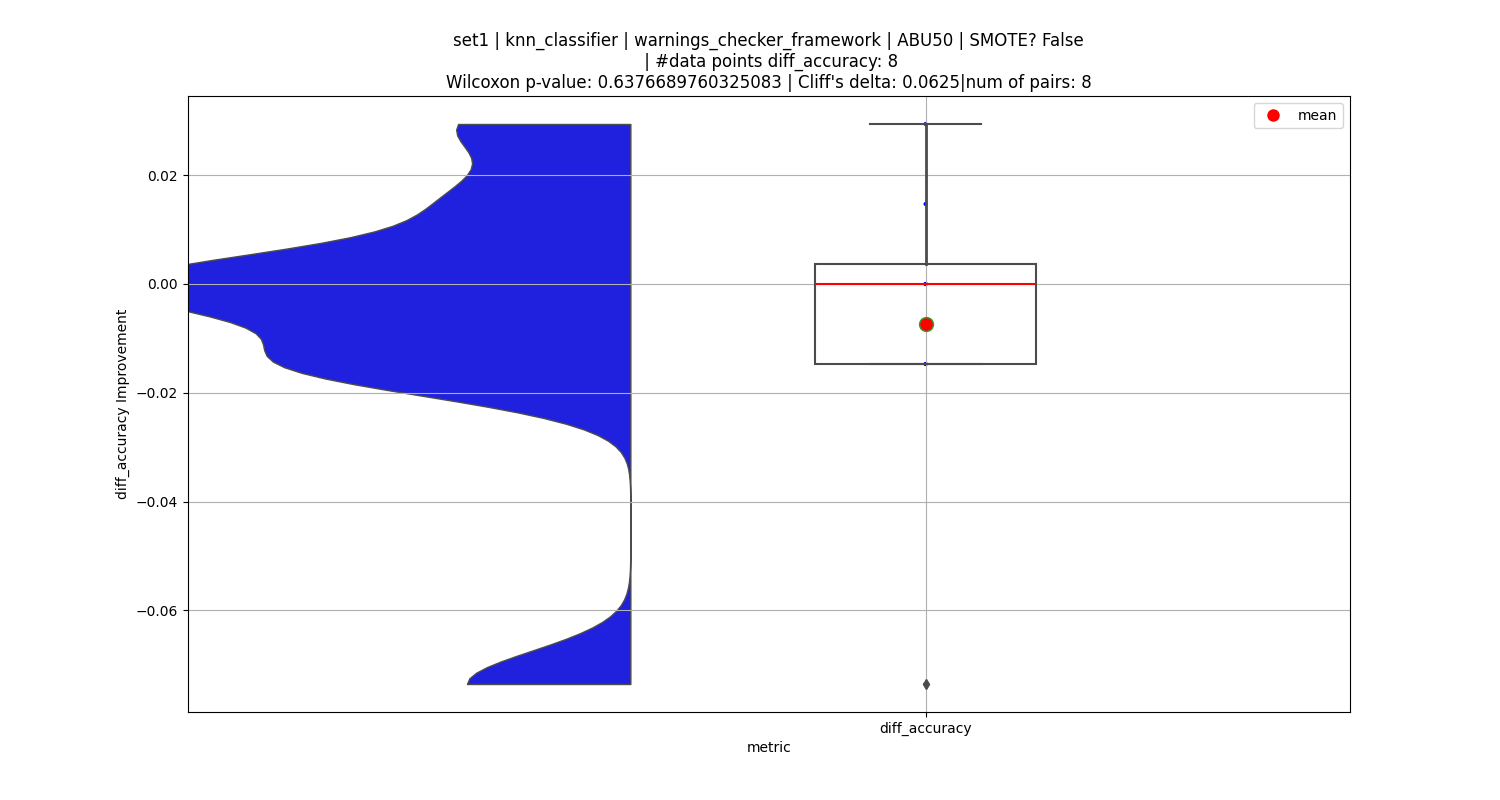 set1 | knn_classifier | warnings_checker_framework | ABU50 | SMOTE? False
| #data points diff_accuracy: 8
Wilcoxon p-value: 0.6376689760325083 | Cliff's delta: 0.0625|num of pairs: 8
mean
0.02
0.00
−0.02
−0.04
−0.06
diff_accuracy Improvement
diff_accuracy
metric